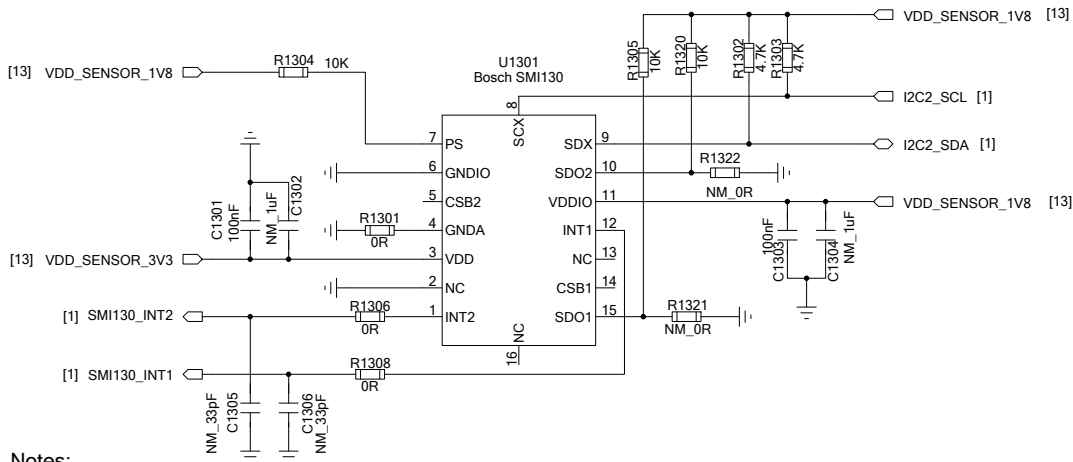 VDD_SENSOR_1V8 [13]
R1305
10K
R1320
10K
R1302
4.7K
R1303
4.7K
R1304 10K
[13] VDD_SENSOR_1V8
U1301
Bosch SMI130
8
SCX
I2C2_SCL [1]
7 PS
SDX 9
I2C2_SDA [1]
6 GNDIO
SDO2 10
R1322
NM_0R
5 CSB2
VDDIO 11
VDD_SENSOR_1V8 [13]
C1301
100nF
NM_1uF
C1302
R1301
0R
4 GNDA
INT1 12
100nF
C1303
C1304
NM_1uF
[13] VDD_SENSOR_3V3
3 VDD
NC 13
2 NC
CSB1 14
[1] SMI130_INT2
R1306
0R
1 INT2
SDO1 15
R1321
NM_0R
NC
16
[1] SMI130_INT1
R1308
0R
NM_33pF
C1305
C1306
NM_33pF
Notes: